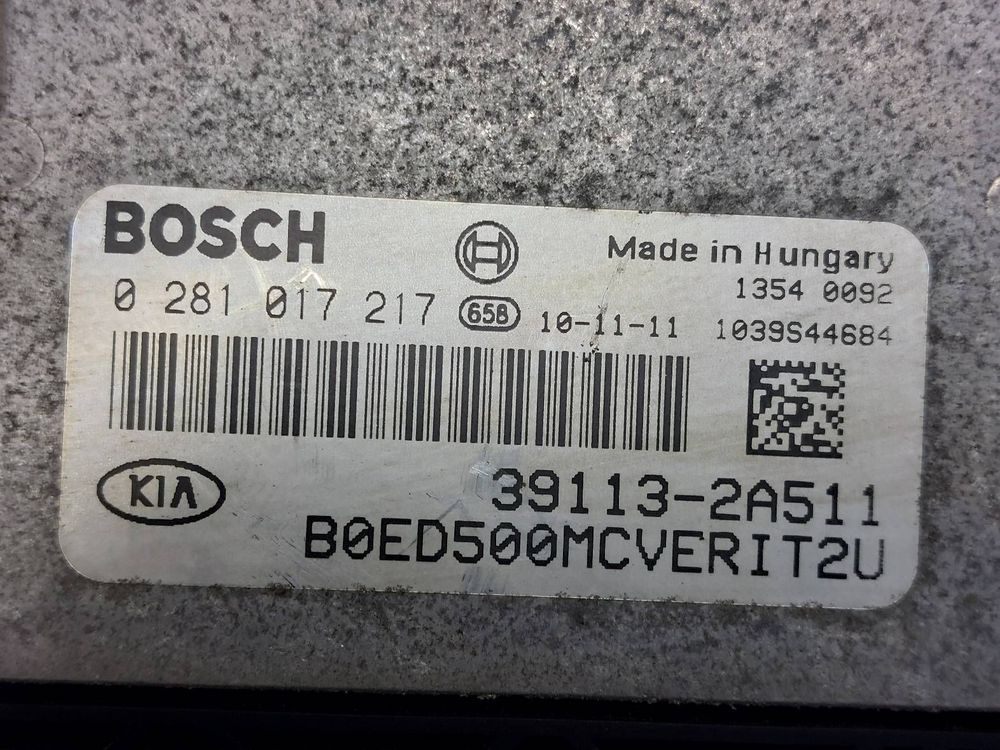 BOSCH
Made in Hungary
0 281 017 217 658 10-11-11
1354 0092
1039S44684
KIA
39113-2A511
B0ED500MCVERIT2U